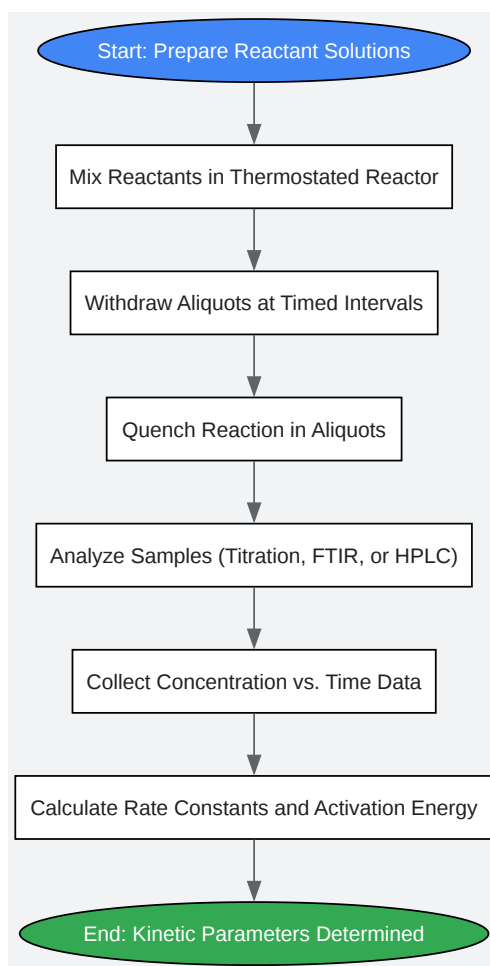 Start: Prepare Reactant Solutions
Mix Reactants in Thermostated Reactor
Withdraw Aliquots at Timed Intervals
Quench Reaction in Aliquots
Analyze Samples (Titration, FTIR, or HPLC)
Collect Concentration vs. Time Data
Calculate Rate Constants and Activation Energy
End: Kinetic Parameters Determined